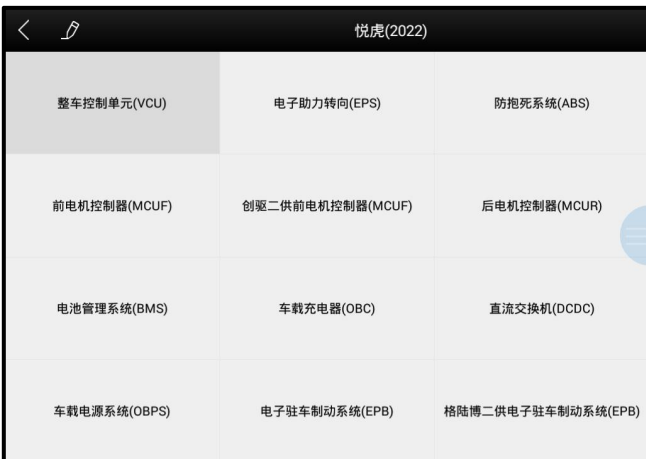 悦虎(2022)
整车控制单元(VCU)
电子助力转向(EPS)
防抱死系统(ABS)
前电机控制器(MCUF)
创驱二供前电机控制器(MCUF)
后电机控制器(MCUR)
电池管理系统(BMS)
车载充电器(OBC)
直流交换机(DCDC)
车载电源系统(OBPS)
电子驻车制动系统(EPB)
格陆博二供电子驻车制动系统(EPB)